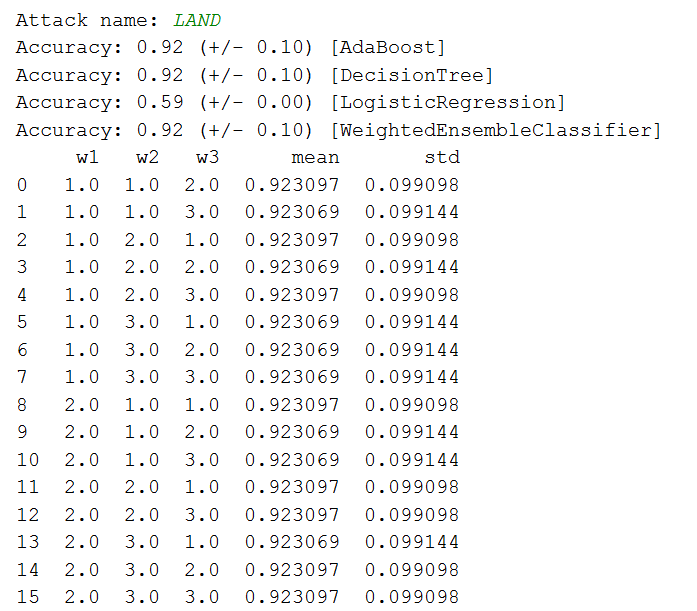 Attack name: LAND
Accuracy: 0.92 (+/- 0.10) [AdaBoost]
Accuracy: 0.92 (+/- 0.10) [DecisionTree]
Accuracy: 0.59 (+/- 0.00) [LogisticRegression]
Accuracy: 0.92 (+/- 0.10) [WeightedEnsembleClassifier]
w1 w2 w3 mean std
0 1.0 1.0 2.0 0.923097 0.099098
1 1.0 1.0 3.0 0.923069 0.099144
2 1.0 2.0 1.0 0.923097 0.099098
3 1.0 2.0 2.0 0.923069 0.099144
4 1.0 2.0 3.0 0.923097 0.099098
5 1.0 3.0 1.0 0.923069 0.099144
6 1.0 3.0 2.0 0.923069 0.099144
7 1.0 3.0 3.0 0.923069 0.099144
8 2.0 1.0 1.0 0.923097 0.099098
9 2.0 1.0 2.0 0.923069 0.099144
10 2.0 1.0 3.0 0.923069 0.099144
11 2.0 2.0 1.0 0.923097 0.099098
12 2.0 2.0 3.0 0.923097 0.099098
13 2.0 3.0 1.0 0.923069 0.099144
14 2.0 3.0 2.0 0.923097 0.099098
15 2.0 3.0 3.0 0.923097 0.099098